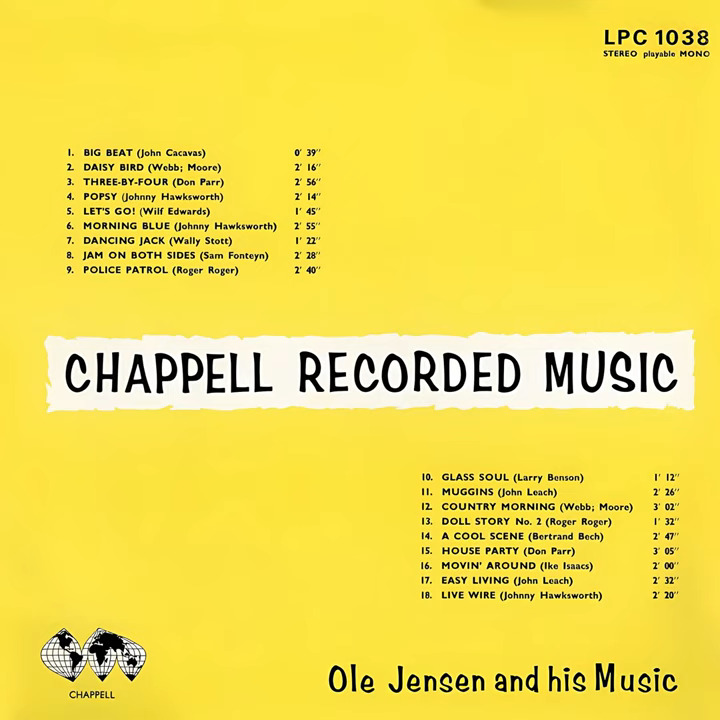 LPC 1038
STEREO playable MONO
1. BIG BEAT (John Cacavas) 0' 39"
2. DAISY BIRD (Webb; Moore) 2' 16"
3. THREE-BY-FOUR (Don Parr) 2' 56"
4. POPSY (Johnny Hawksworth) 2' 14"
5. LET'S GO! (Wilf Edwards) 1' 45"
6. MORNING BLUE (Johnny Hawksworth) 2' 55"
7. DANCING JACK (Wally Stott) 1' 22"
8. JAM ON BOTH SIDES (Sam Fonteyn) 2' 28"
9. POLICE PATROL (Roger Roger) 2' 40"
CHAPPELL RECORDED MUSIC
10. GLASS SOUL (Larry Benson) 1' 12"
11. MUGGINS (John Leach) 2' 26"
12. COUNTRY MORNING (Webb; Moore) 3' 02"
13. DOLL STORY No. 2 (Roger Roger) 1' 32"
14. A COOL SCENE (Bertrand Bech) 2' 47"
15. HOUSE PARTY (Don Parr) 3' 05"
16. MOVIN' AROUND (Ike Isaacs) 2' 00"
17. EASY LIVING (John Leach) 2' 32"
18. LIVE WIRE (Johnny Hawksworth) 2' 20"
CHAPPELL
Ole Jensen and his Music